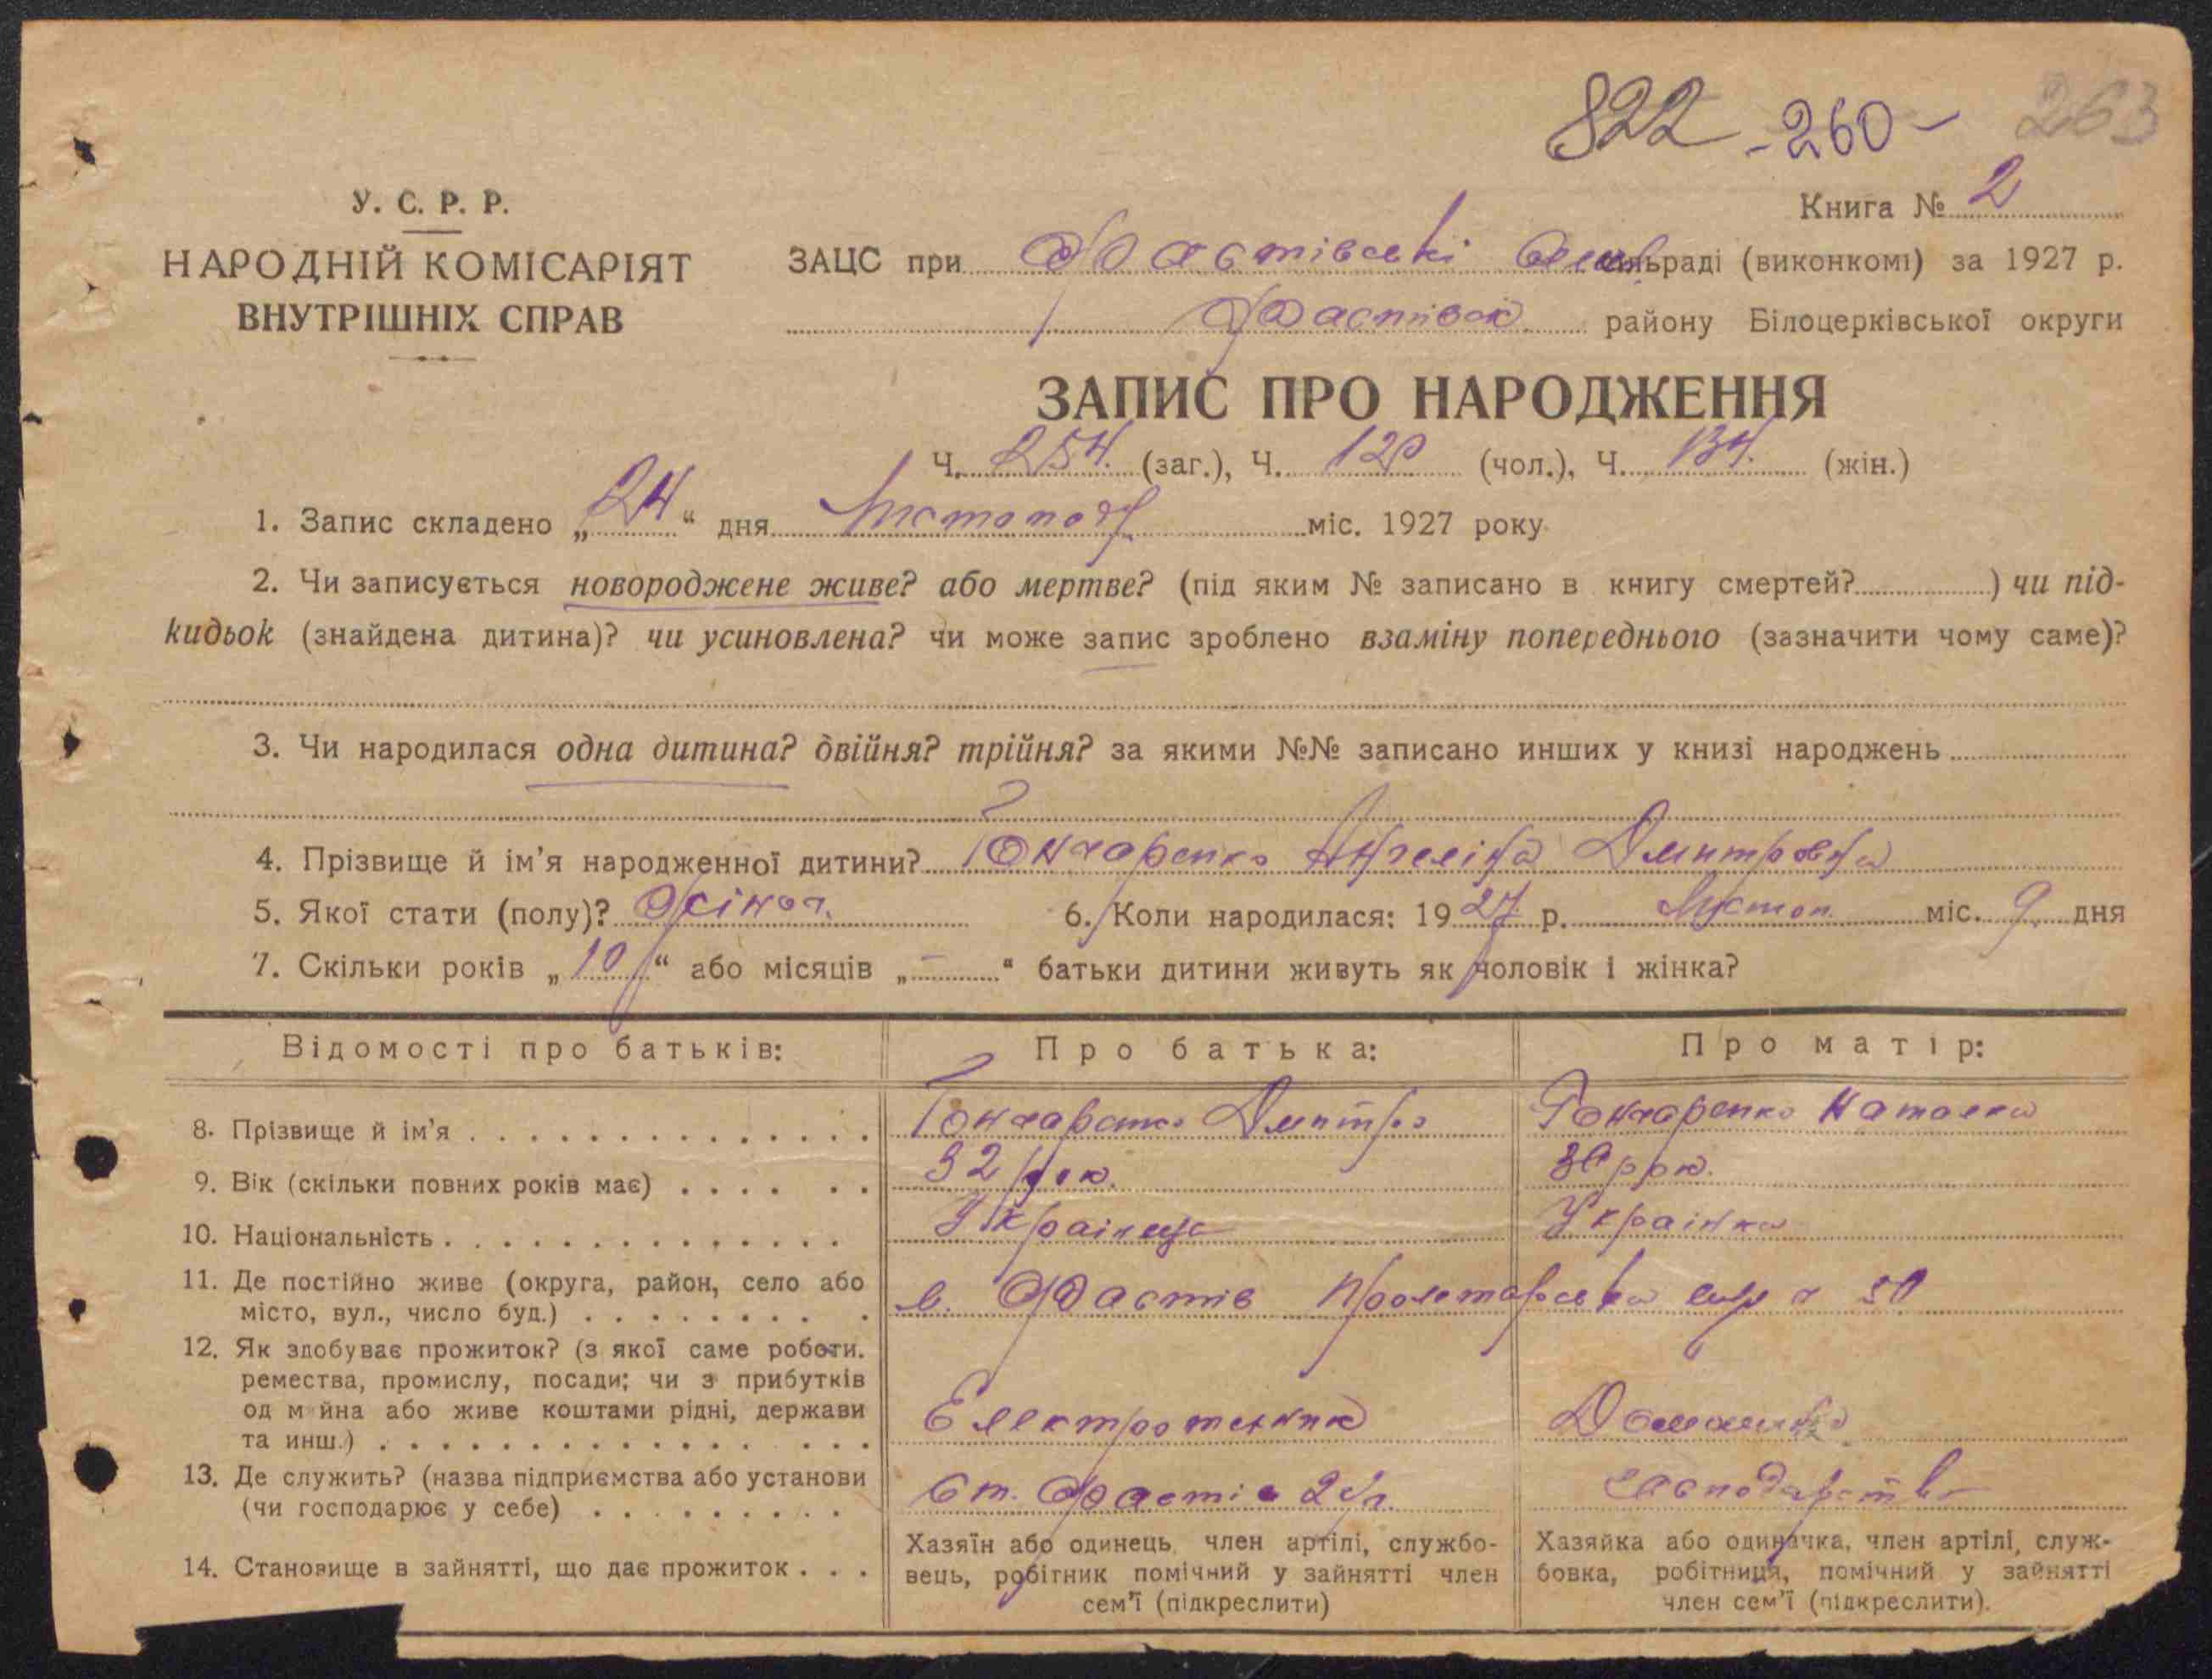 822 -260- 263
У. С. Р. Р.
НАРОДНІЙ КОМІСАРІЯТ
ВНУТРІШНІХ СПРАВ
Книга № 2
ЗАЦС при Фастівські сільраді (виконкомі) за 1927 р.
Фастівськ району Білоцерківської округи
ЗАПИС ПРО НАРОДЖЕННЯ
Ч. 254. (заг.), Ч. 120 (чол.), Ч. 134. (жін.)
1. Запис складено „24“ дня Листопад міс. 1927 року
2. Чи записується новороджене живе? або мертве? (під яким № записано в книгу смертей?) чи під-
кидьок (знайдена дитина)? чи усиновлена? чи може запис зроблено взаміну попереднього (зазначити чому саме)?
3. Чи народилася одна дитина? двійня? трійня? за якими №№ записано инших у книзі народжень
4. Прізвище й ім’я народженної дитини? Гончаренко Ангеліна Дмитровна
5. Якої стати (полу)? Жіноч. 6. Коли народилася: 1927 р. Листоп. міс. 9 дня
7. Скільки років „10“ або місяців „-“ батьки дитини живуть як чоловік і жінка?
Відомості про батьків: Про батька: Про матір:
8. Прізвище й ім’я Гончаренко Дмитро Гончаренко Наталка
9. Вік (скільки повних років має) 32 рок. 30 рок.
10. Національність Українець Українка
11. Де постійно живе (округа, район, село або
місто, вул., число буд.) Фастів Пролетарська вул ч 50
12. Як здобуває прожиток? (з якої саме роботи.
ремества, промислу, посади; чи з прибутків
од майна або живе коштами рідні, держави
та инш.) Електротехник Домашнє
13. Де служить? (назва підприємства або установи
(чи господарює у себе) Ст. Фастів господарство
14. Становище в зайнятті, що дає прожиток
Хазяїн або одинець член артілі, службо-
вець, робітник помічний у зайнятті член
сем’ї (підкреслити)
Хазяйка або одиначка, член артілі, служ-
бовка, робітниця, помічний у зайнятті
член сем’ї (підкреслити).